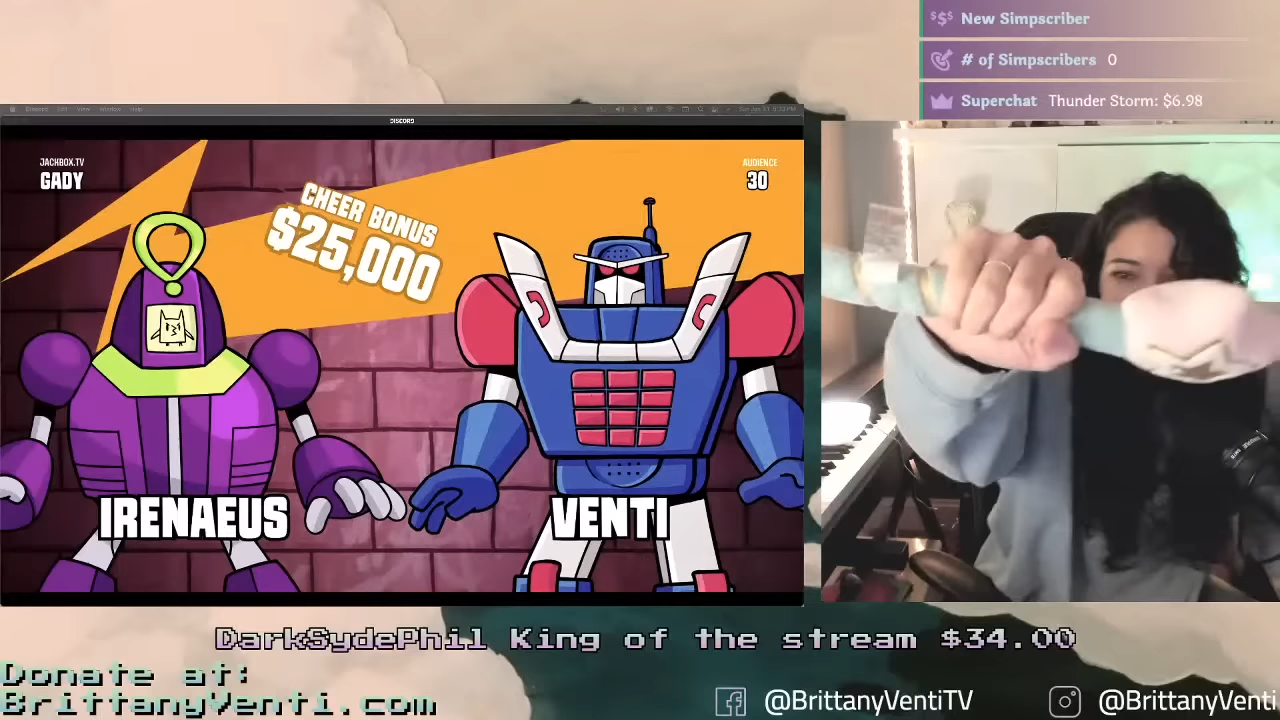 New Simpscriber
# of Simpscribers 0
Superchat Thunder Storm: $6.98
DISCORD
JACKBOX.TV
GADY
AUDIENCE
30
CHEER BONUS
$25,000
IRENAEUS
VENTI
DarkSydePhil King of the stream $34.00
Donate at:
BrittanyVenti.com
@BrittanyVentiTV
@BrittanyVenti